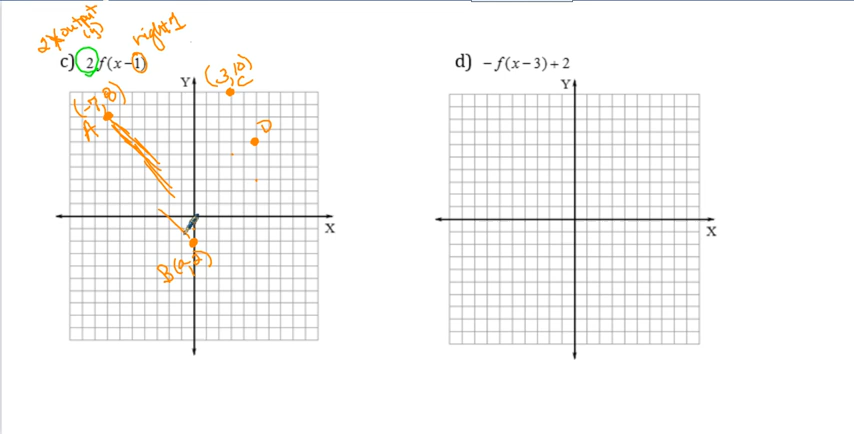 2x output
(y)
right 1
c) 2f(x-1)
d) -f(x-3)+2
Y
(3,10)
C
(-7,8)
A
D
X
B(0,-2)
Y
X